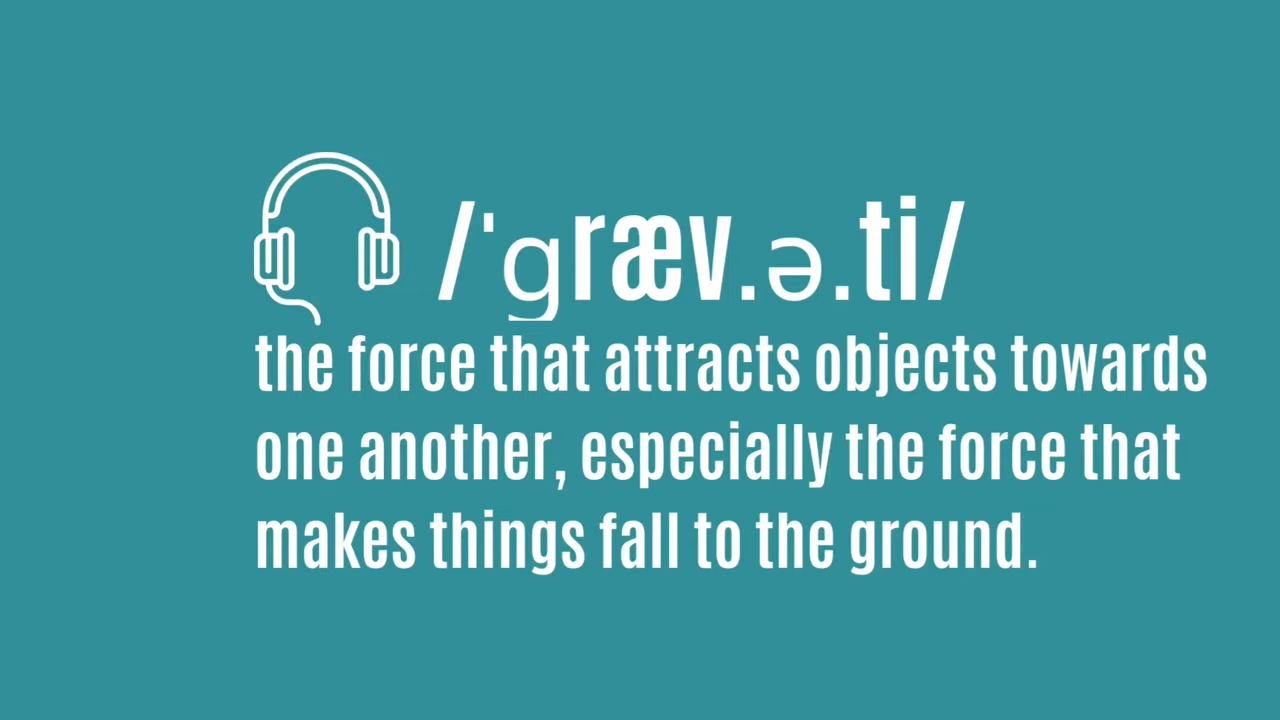 /ˈɡræv.ə.ti/
the force that attracts objects towards
one another, especially the force that
makes things fall to the ground.